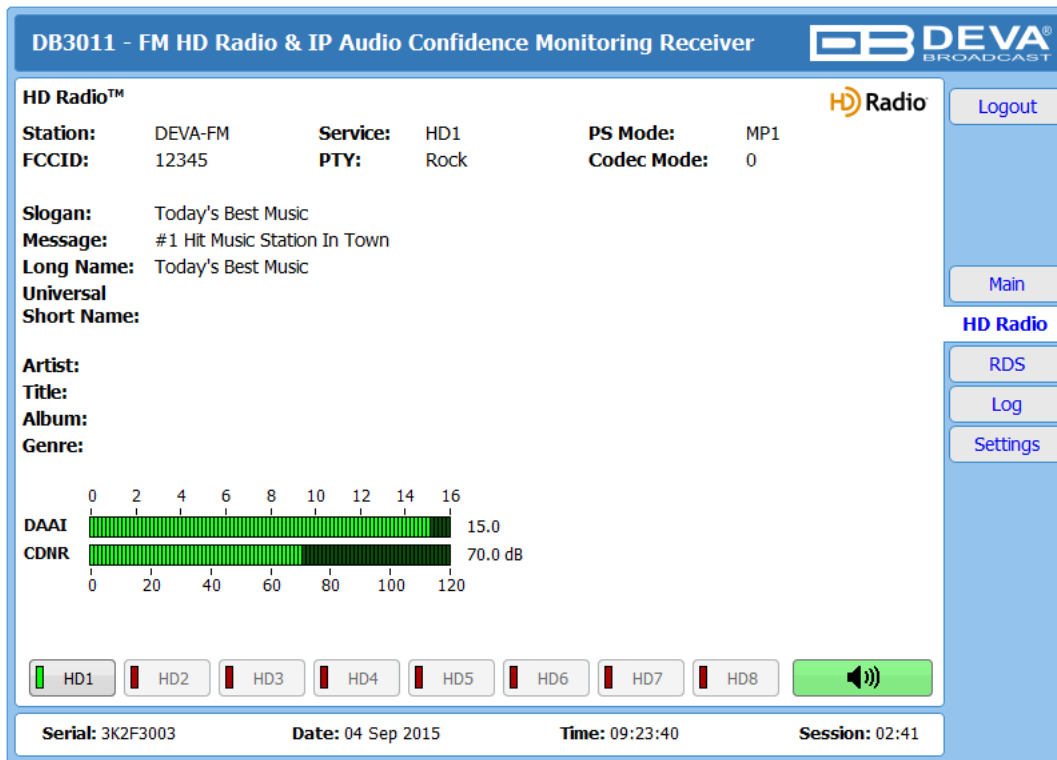 DB3011 - FM HD Radio & IP Audio Confidence Monitoring Receiver
DEVA®
BROADCAST
HD Radio™
HD Radio
Station: DEVA-FM Service: HD1 PS Mode: MP1
FCCID: 12345 PTY: Rock Codec Mode: 0
Slogan: Today's Best Music
Message: #1 Hit Music Station In Town
Long Name: Today's Best Music
Universal
Short Name:
Artist:
Title:
Album:
Genre:
0 2 4 6 8 10 12 14 16
DAAI 15.0
CDNR 70.0 dB
0 20 40 60 80 100 120
HD1 HD2 HD3 HD4 HD5 HD6 HD7 HD8
Serial: 3K2F3003 Date: 04 Sep 2015 Time: 09:23:40 Session: 02:41
Logout
Main
HD Radio
RDS
Log
Settings